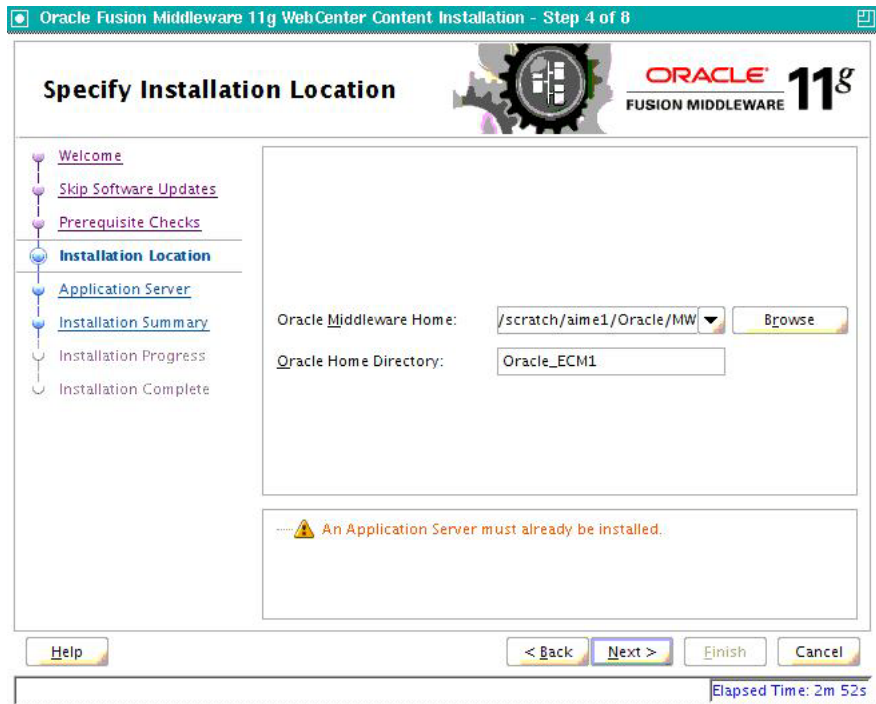 Oracle Fusion Middleware 11g WebCenter Content Installation - Step 4 of 8
Specify Installation Location
ORACLE
FUSION MIDDLEWARE 11g
Welcome
Skip Software Updates
Prerequisite Checks
Installation Location
Application Server
Installation Summary
Installation Progress
Installation Complete
Oracle Middleware Home: /scratch/aime1/Oracle/MW Browse
Oracle Home Directory: Oracle_ECM1
An Application Server must already be installed.
Help < Back Next > Finish Cancel
Elapsed Time: 2m 52s